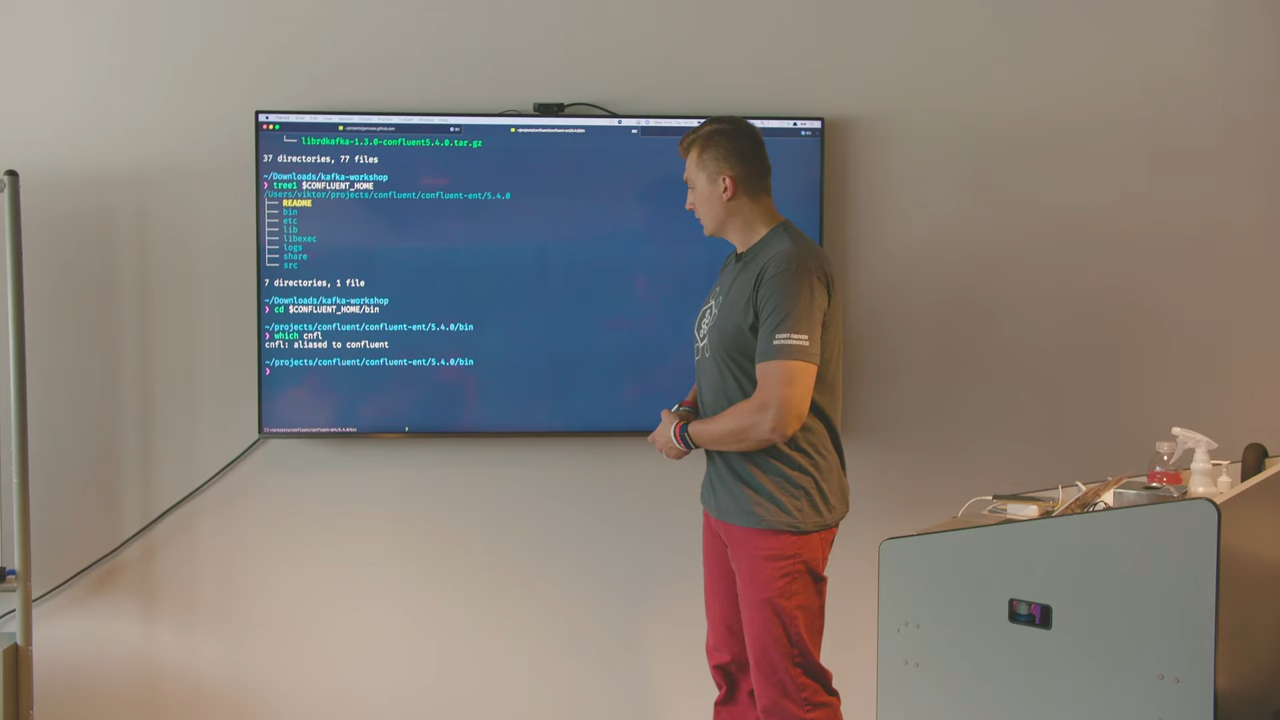 librdkafka-1.3.0-confluent5.4.0.tar.gz
37 directories, 77 files
~/Downloads/kafka-workshop
❯ tree1 $CONFLUENT_HOME
/Users/viktor/projects/confluent/confluent-ent/5.4.0
README
bin
etc
lib
libexec
logs
share
src
7 directories, 1 file
~/Downloads/kafka-workshop
❯ cd $CONFLUENT_HOME/bin
~/projects/confluent/confluent-ent/5.4.0/bin
❯ which cnfl
cnfl: aliased to confluent
~/projects/confluent/confluent-ent/5.4.0/bin
❯
EVENT-DRIVEN
MICROSERVICES